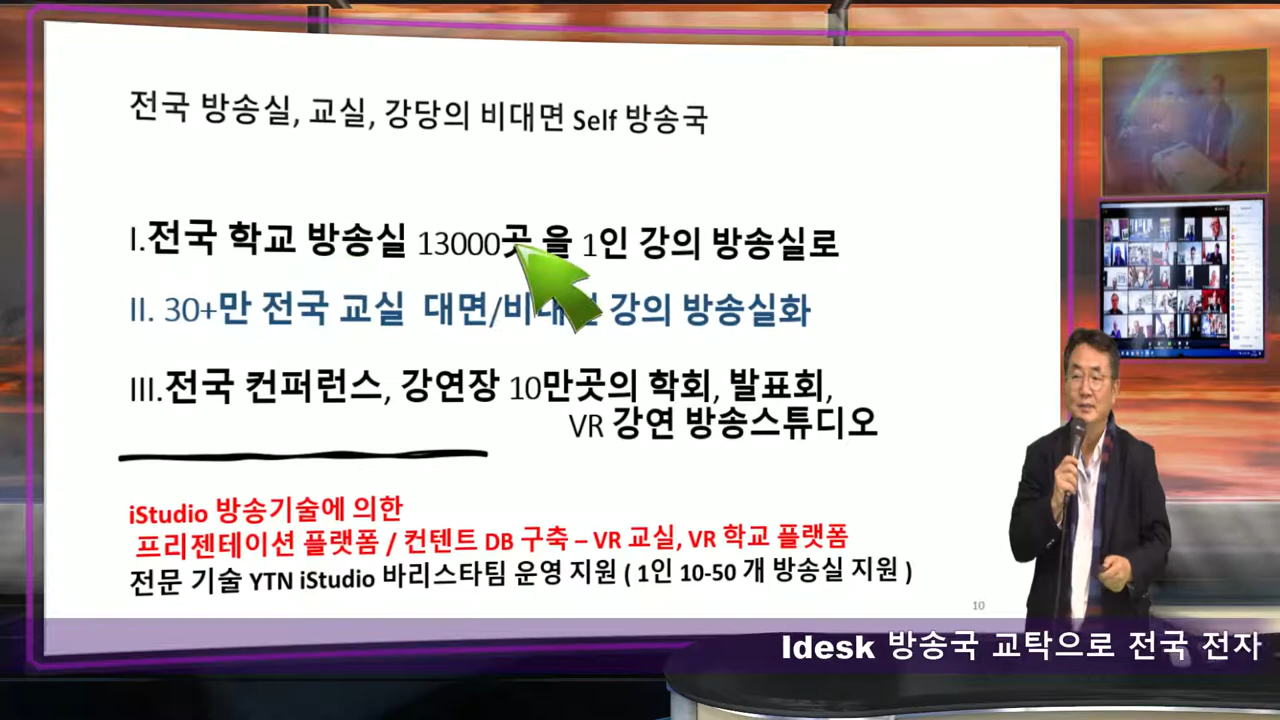 전국 방송실, 교실, 강당의 비대면 Self 방송국
I.전국 학교 방송실 13000곳 을 1인 강의 방송실로
II. 30+만 전국 교실 대면/비대면 강의 방송실화
III.전국 컨퍼런스, 강연장 10만곳의 학회, 발표회,
VR 강연 방송스튜디오
iStudio 방송기술에 의한
프리젠테이션 플랫폼 / 컨텐트 DB 구축 – VR 교실, VR 학교 플랫폼
전문 기술 YTN iStudio 바리스타팀 운영 지원 ( 1인 10-50 개 방송실 지원 )
10
Idesk 방송국 교탁으로 전국 전자